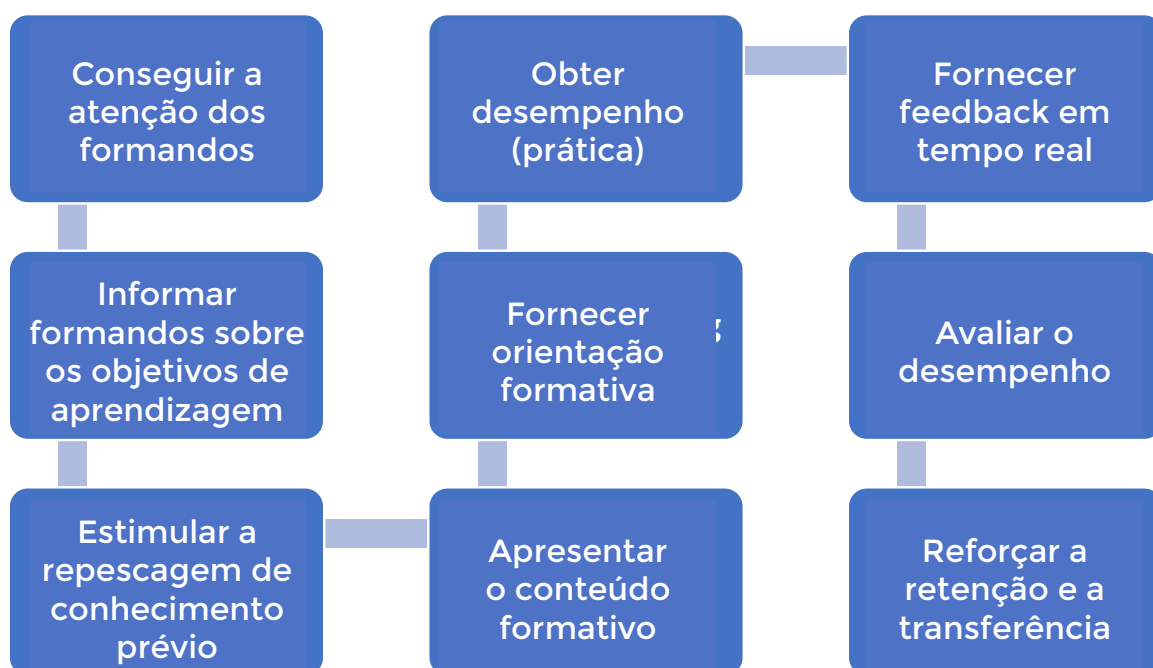 Conseguir a
atenção dos
formandos
Informar
formandos sobre
os objetivos de
aprendizagem
Estimular a
repescagem de
conhecimento
prévio
Apresentar
o conteúdo
formativo
Fornecer
orientação
formativa
Obter
desempenho
(prática)
Fornecer
feedback em
tempo real
Avaliar o
desempenho
Reforçar a
retenção e a
transferência